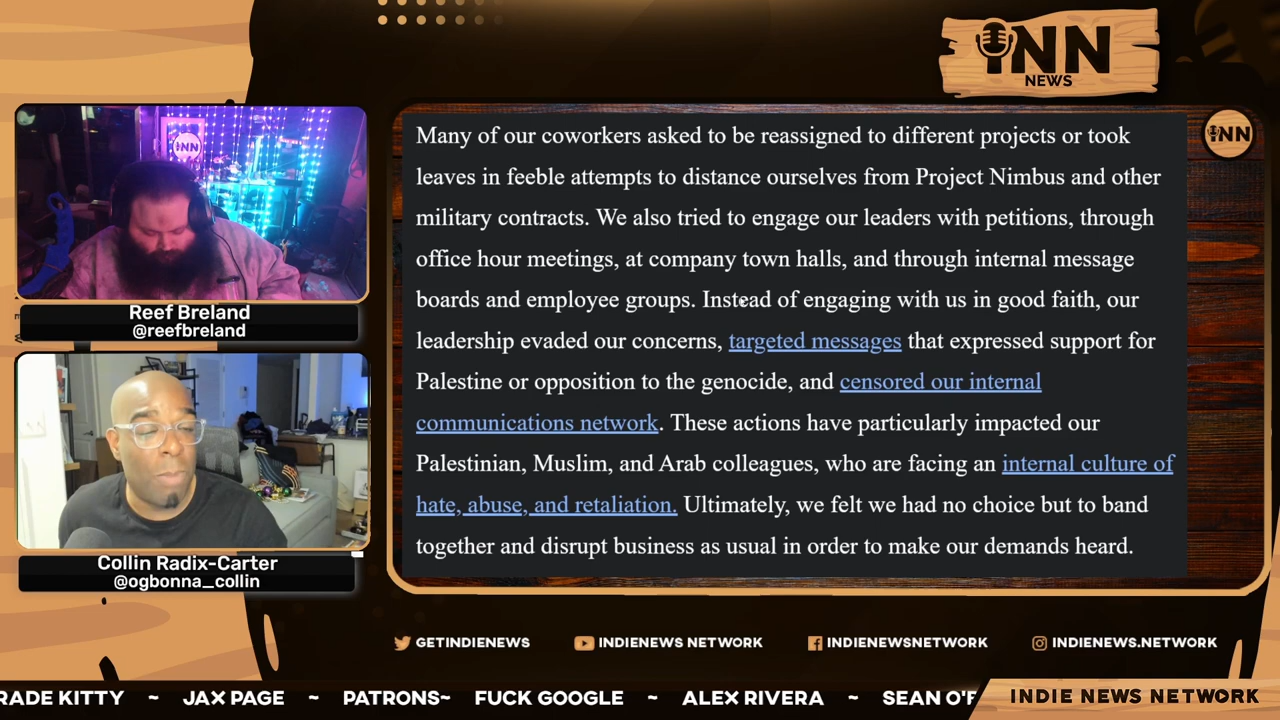 INN
NEWS
INN
INN
Many of our coworkers asked to be reassigned to different projects or took
leaves in feeble attempts to distance ourselves from Project Nimbus and other
military contracts. We also tried to engage our leaders with petitions, through
office hour meetings, at company town halls, and through internal message
boards and employee groups. Instead of engaging with us in good faith, our
leadership evaded our concerns, targeted messages that expressed support for
Palestine or opposition to the genocide, and censored our internal
communications network. These actions have particularly impacted our
Palestinian, Muslim, and Arab colleagues, who are facing an internal culture of
hate, abuse, and retaliation. Ultimately, we felt we had no choice but to band
together and disrupt business as usual in order to make our demands heard.
Reef Breland
@reefbreland
Collin Radix-Carter
@ogbonna_collin
GETINDIENEWS
INDIENEWS NETWORK
INDIENEWSNETWORK
INDIENEWS.NETWORK
RADE KITTY ~ JAX PAGE ~ PATRONS~ FUCK GOOGLE ~ ALEX RIVERA ~ SEAN O'F
INDIE NEWS NETWORK